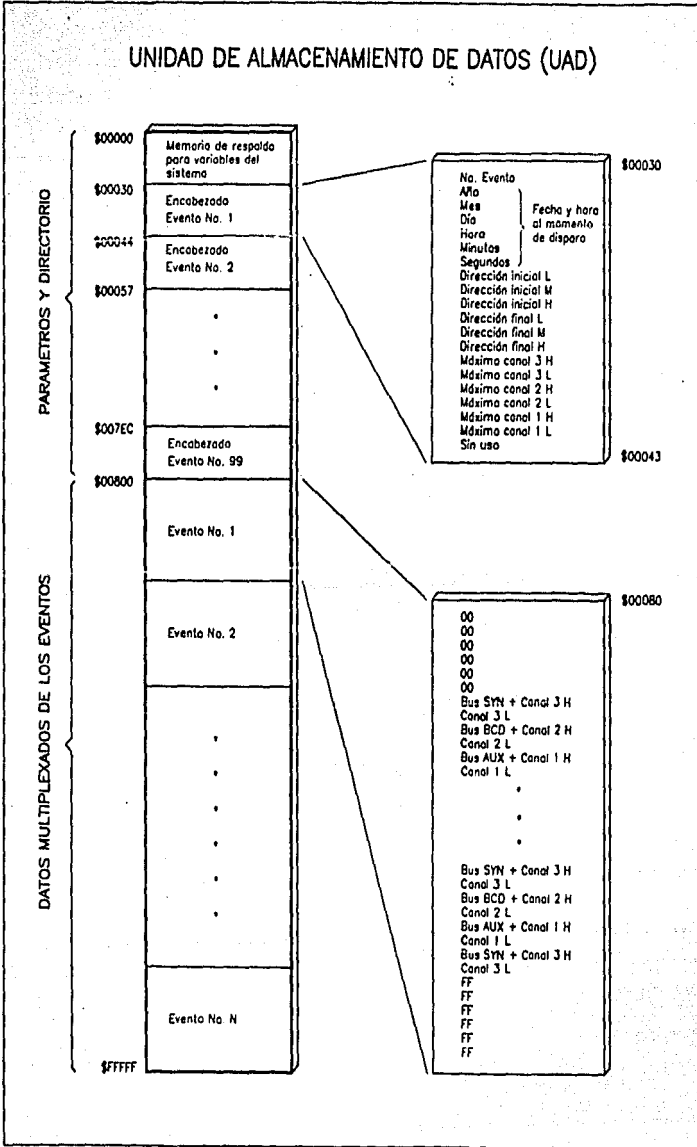 UNIDAD DE ALMACENAMIENTO DE DATOS (UAD)
PARAMETROS Y DIRECTORIO
DATOS MULTIPLEXADOS DE LOS EVENTOS
$00000
Memoria de respaldo
para variables del
sistema
$00030
Encabezado
Evento No. 1
$00044
Encabezado
Evento No. 2
$00057
$007EC
Encabezado
Evento No. 99
$00800
Evento No. 1
Evento No. 2
Evento No. N
$FFFFF
$00030
No. Evento
Año
Mes
Día
Hora
Minutos
Segundos
Fecha y hora
al momento
de disparo
Dirección inicial L
Dirección inicial M
Dirección inicial H
Dirección final L
Dirección final M
Dirección final H
Máximo canal 3 H
Máximo canal 3 L
Máximo canal 2 H
Máximo canal 2 L
Máximo canal 1 H
Máximo canal 1 L
Sin uso
$00043
$00080
00
00
00
00
00
00
Bus SYN + Canal 3 H
Canal 3 L
Bus BCD + Canal 2 H
Canal 2 L
Bus AUX + Canal 1 H
Canal 1 L
Bus SYN + Canal 3 H
Canal 3 L
Bus BCD + Canal 2 H
Canal 2 L
Bus AUX + Canal 1 H
Canal 1 L
Bus SYN + Canal 3 H
Canal 3 L
FF
FF
FF
FF
FF
FF